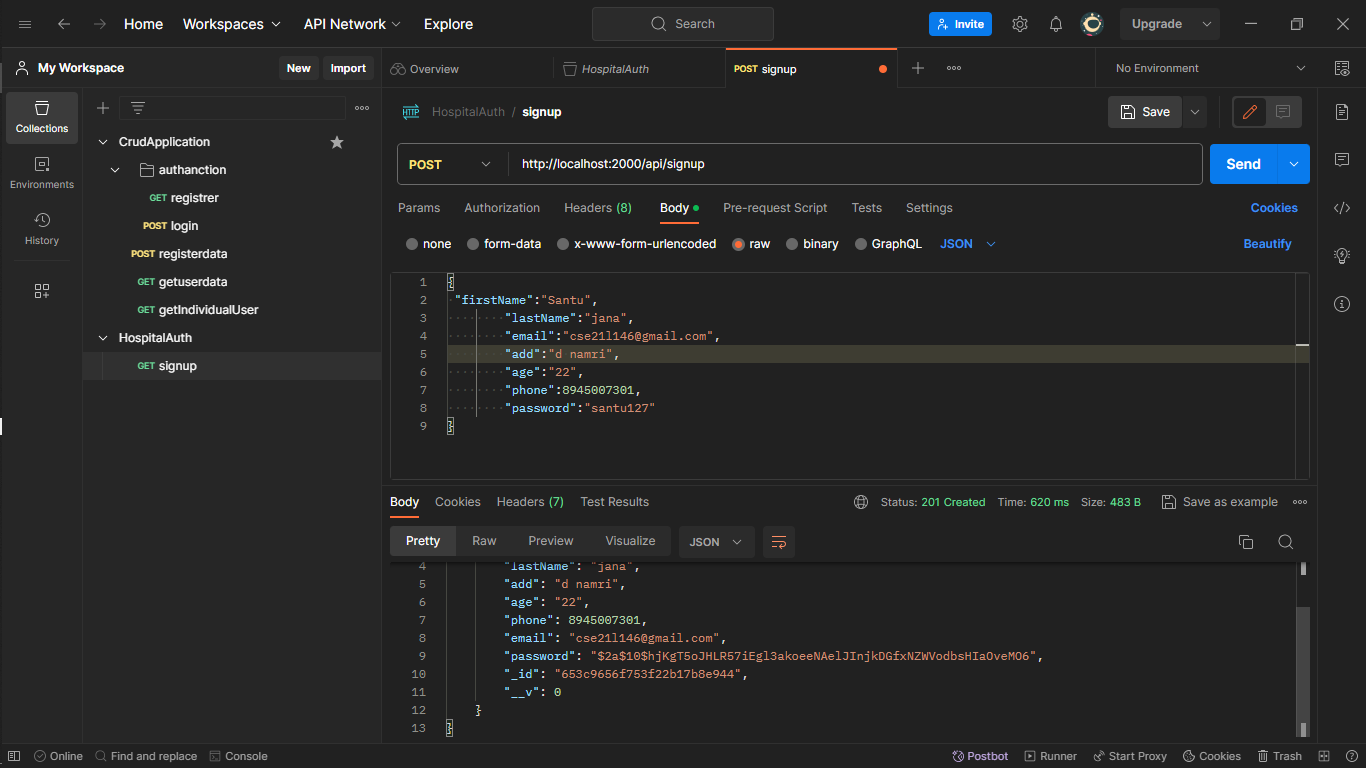 Home Workspaces API Network Explore Search Invite Upgrade
My Workspace New Import Overview HospitalAuth POST signup No Environment
Collections
Environments
History
CrudApplication
authanction
GET registrer
POST login
POST registerdata
GET getuserdata
GET getIndividualUser
HospitalAuth
GET signup
HTTP HospitalAuth / signup Save
POST http://localhost:2000/api/signup Send
Params Authorization Headers (8) Body Pre-request Script Tests Settings Cookies
none form-data x-www-form-urlencoded raw binary GraphQL JSON Beautify
1 {
2 "firstName":"Santu",
3 "lastName":"jana",
4 "email":"cse21l146@gmail.com",
5 "add":"d namri",
6 "age":"22",
7 "phone":8945007301,
8 "password":"santu127"
9 }
Body Cookies Headers (7) Test Results Status: 201 Created Time: 620 ms Size: 483 B Save as example
Pretty Raw Preview Visualize JSON
4 "lastName": "jana",
5 "add": "d namri",
6 "age": "22",
7 "phone": 8945007301,
8 "email": "cse21l146@gmail.com",
9 "password": "$2a$10$hjKgT5oJHLR57iEgl3akoeeNAelJInjkDGfxNZWVodbsHIaOveMO6",
10 "_id": "653c9656f753f22b17b8e944",
11 "__v": 0
12 }
13 }
Online Find and replace Console Postbot Runner Start Proxy Cookies Trash